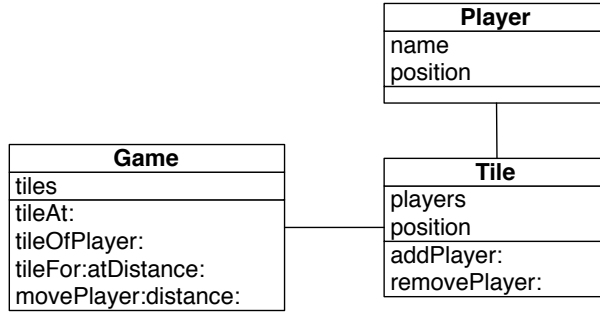 Player
name
position
Game
tiles
tileAt:
tileOfPlayer:
tileFor:atDistance:
movePlayer:distance:
Tile
players
position
addPlayer:
removePlayer: